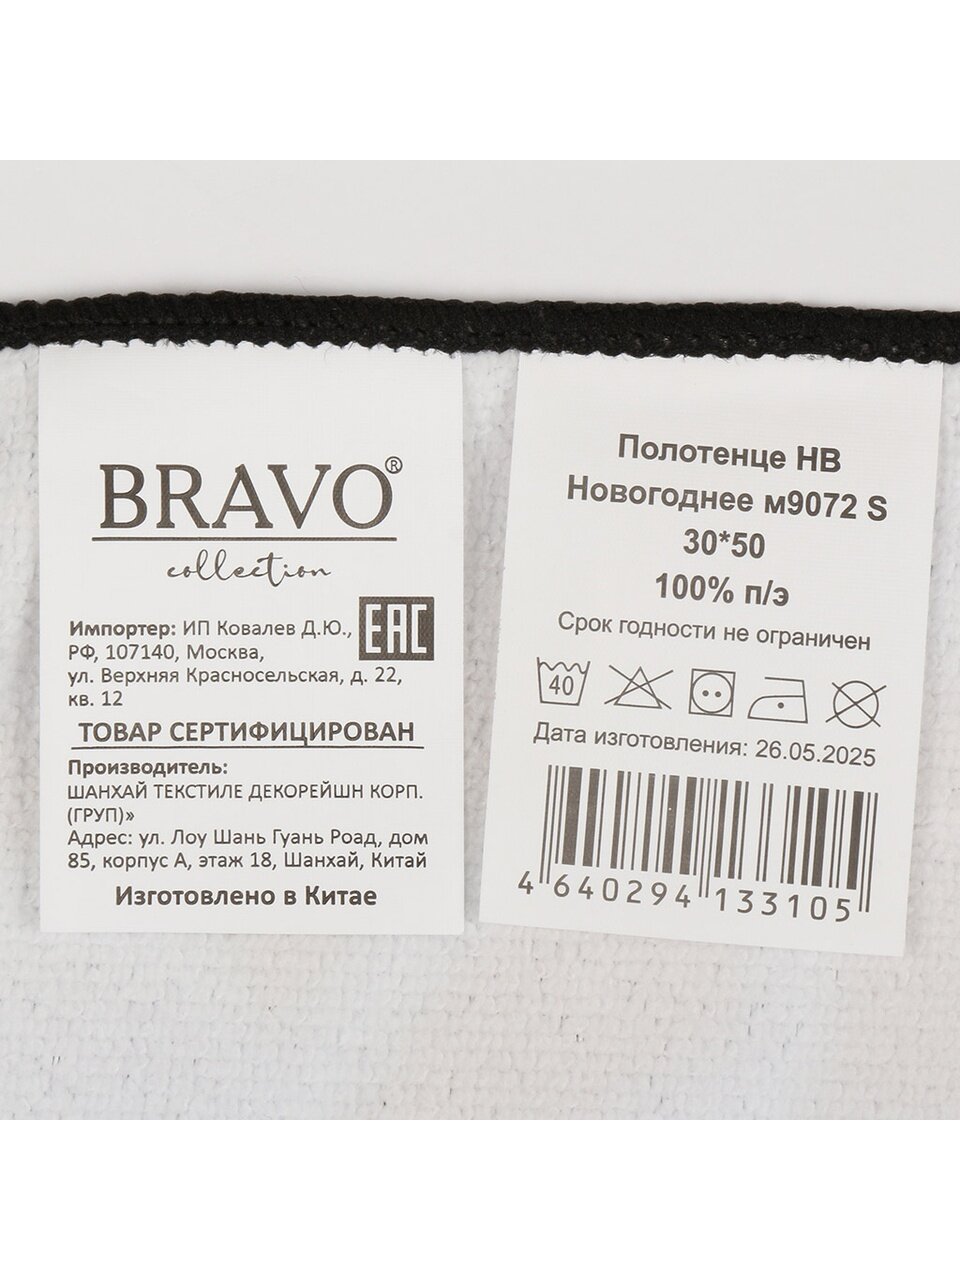 BRAVO®
collection
Импортер: ИП Ковалев Д.Ю.,
РФ, 107140, Москва,
ул. Верхняя Красносельская, д. 22,
кв. 12
EAC
ТОВАР СЕРТИФИЦИРОВАН
Производитель:
ШАНХАЙ ТЕКСТИЛЕ ДЕКОРЕЙШН КОРП.
(ГРУП)»
Адрес: ул. Лоу Шань Гуань Роад, дом
85, корпус А, этаж 18, Шанхай, Китай
Изготовлено в Китае
Полотенце НВ
Новогоднее м9072 S
30*50
100% п/э
Срок годности не ограничен
40
Дата изготовления: 26.05.2025
4 640294 133105